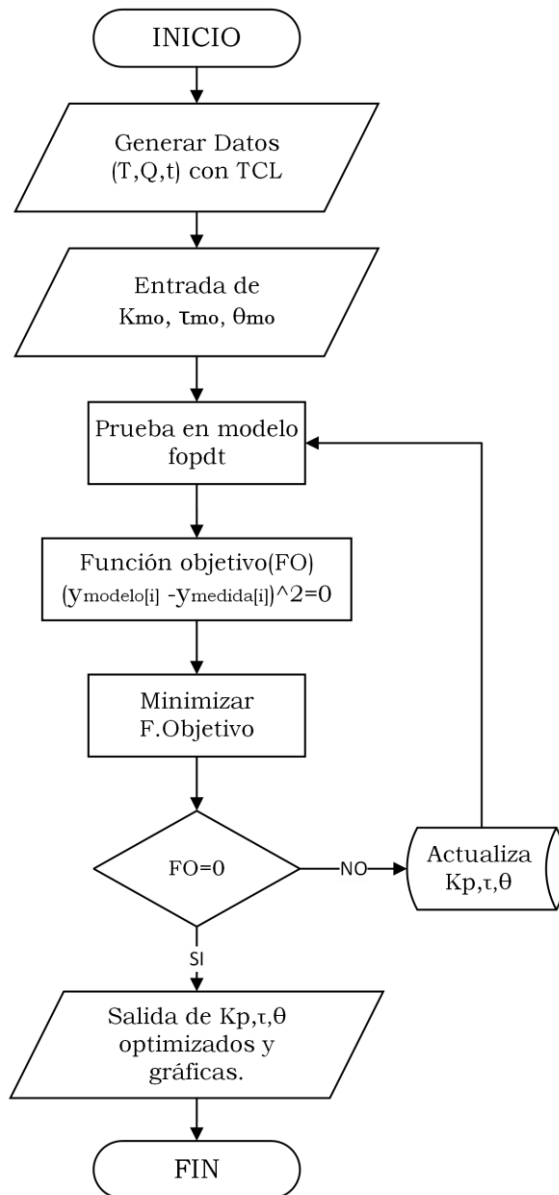 INICIO
Generar Datos
(T,Q,t) con TCL
Entrada de
Kmo, τmo, θmo
Prueba en modelo
fopdt
Función objetivo(FO)
(ymodelo[i] -ymedida[i])^2=0
Minimizar
F.Objetivo
FO=0
NO
Actualiza
Kp,τ,θ
SI
Salida de Kp,τ,θ
optimizados y
gráficas.
FIN